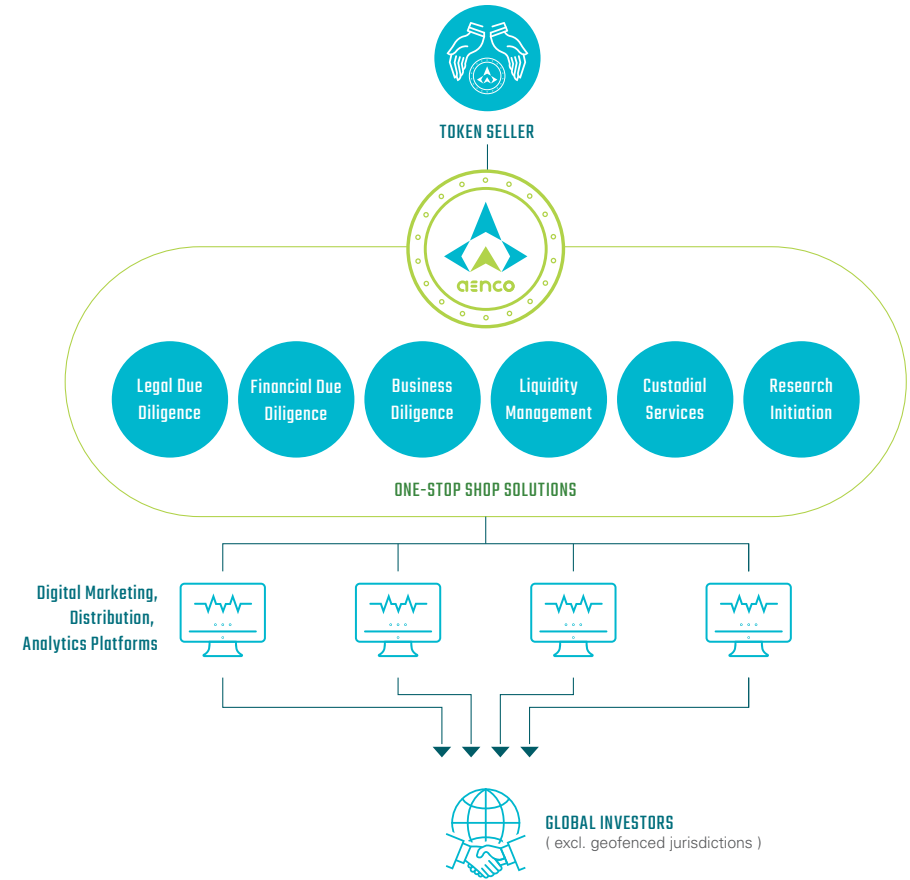 TOKEN SELLER
aenco
Legal Due
Diligence
Financial Due
Diligence
Business
Diligence
Liquidity
Management
Custodial
Services
Research
Initiation
ONE-STOP SHOP SOLUTIONS
Digital Marketing,
Distribution,
Analytics Platforms
GLOBAL INVESTORS
( excl. geofenced jurisdictions )